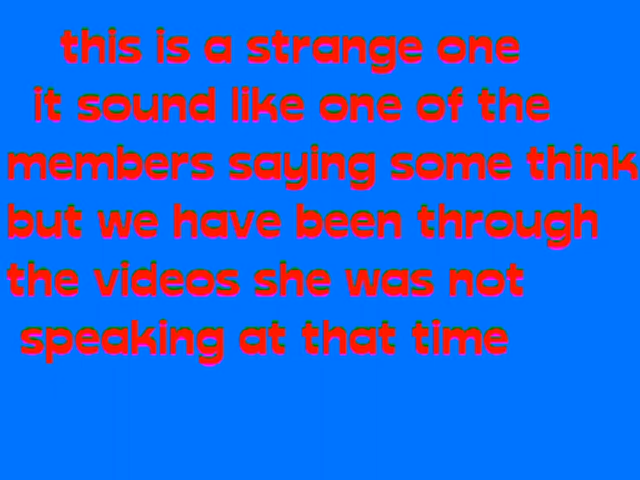 this is a strange one
it sound like one of the
members saying some think
but we have been through
the videos she was not
speaking at that time